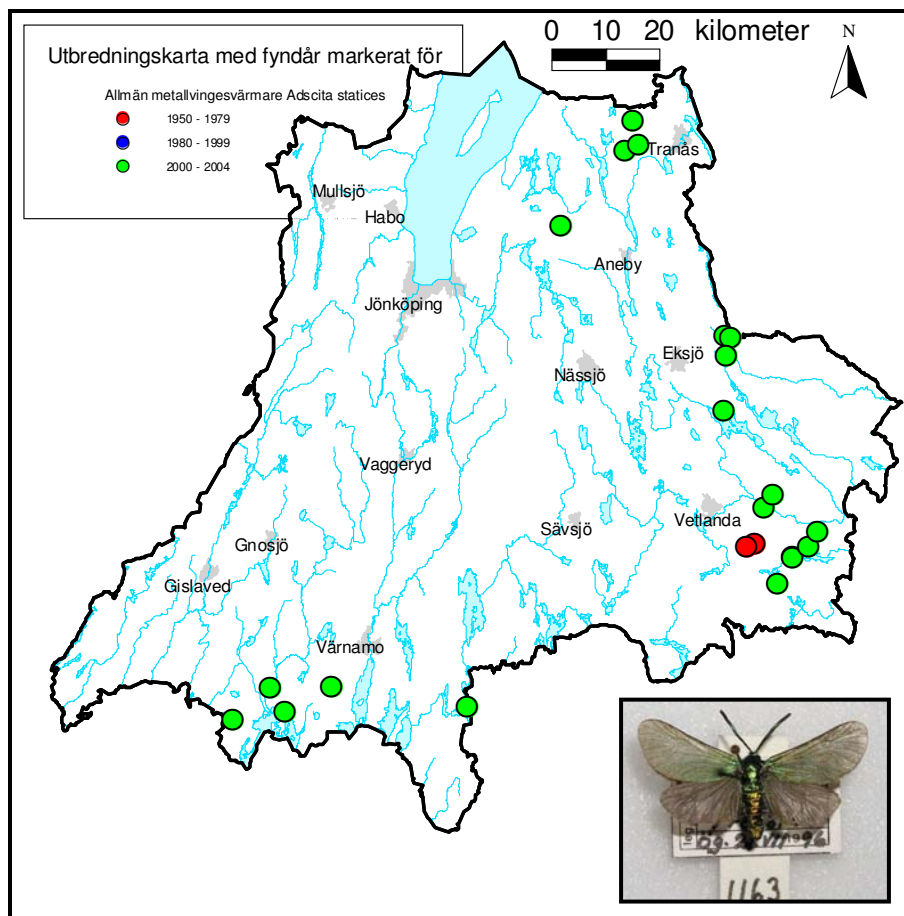 0 10 20 kilometer
N
Utbredningskarta med fyndår markerat för
Allmän metallvingesvärmare Adscita statices
1950 - 1979
1980 - 1999
2000 - 2004
Tranås
Mullsjö
Habo
Aneby
Jönköping
Eksjö
Nässjö
Vaggeryd
Vetlanda
Sävsjö
Gnosjö
Gislaved
Värnamo
leg
1163